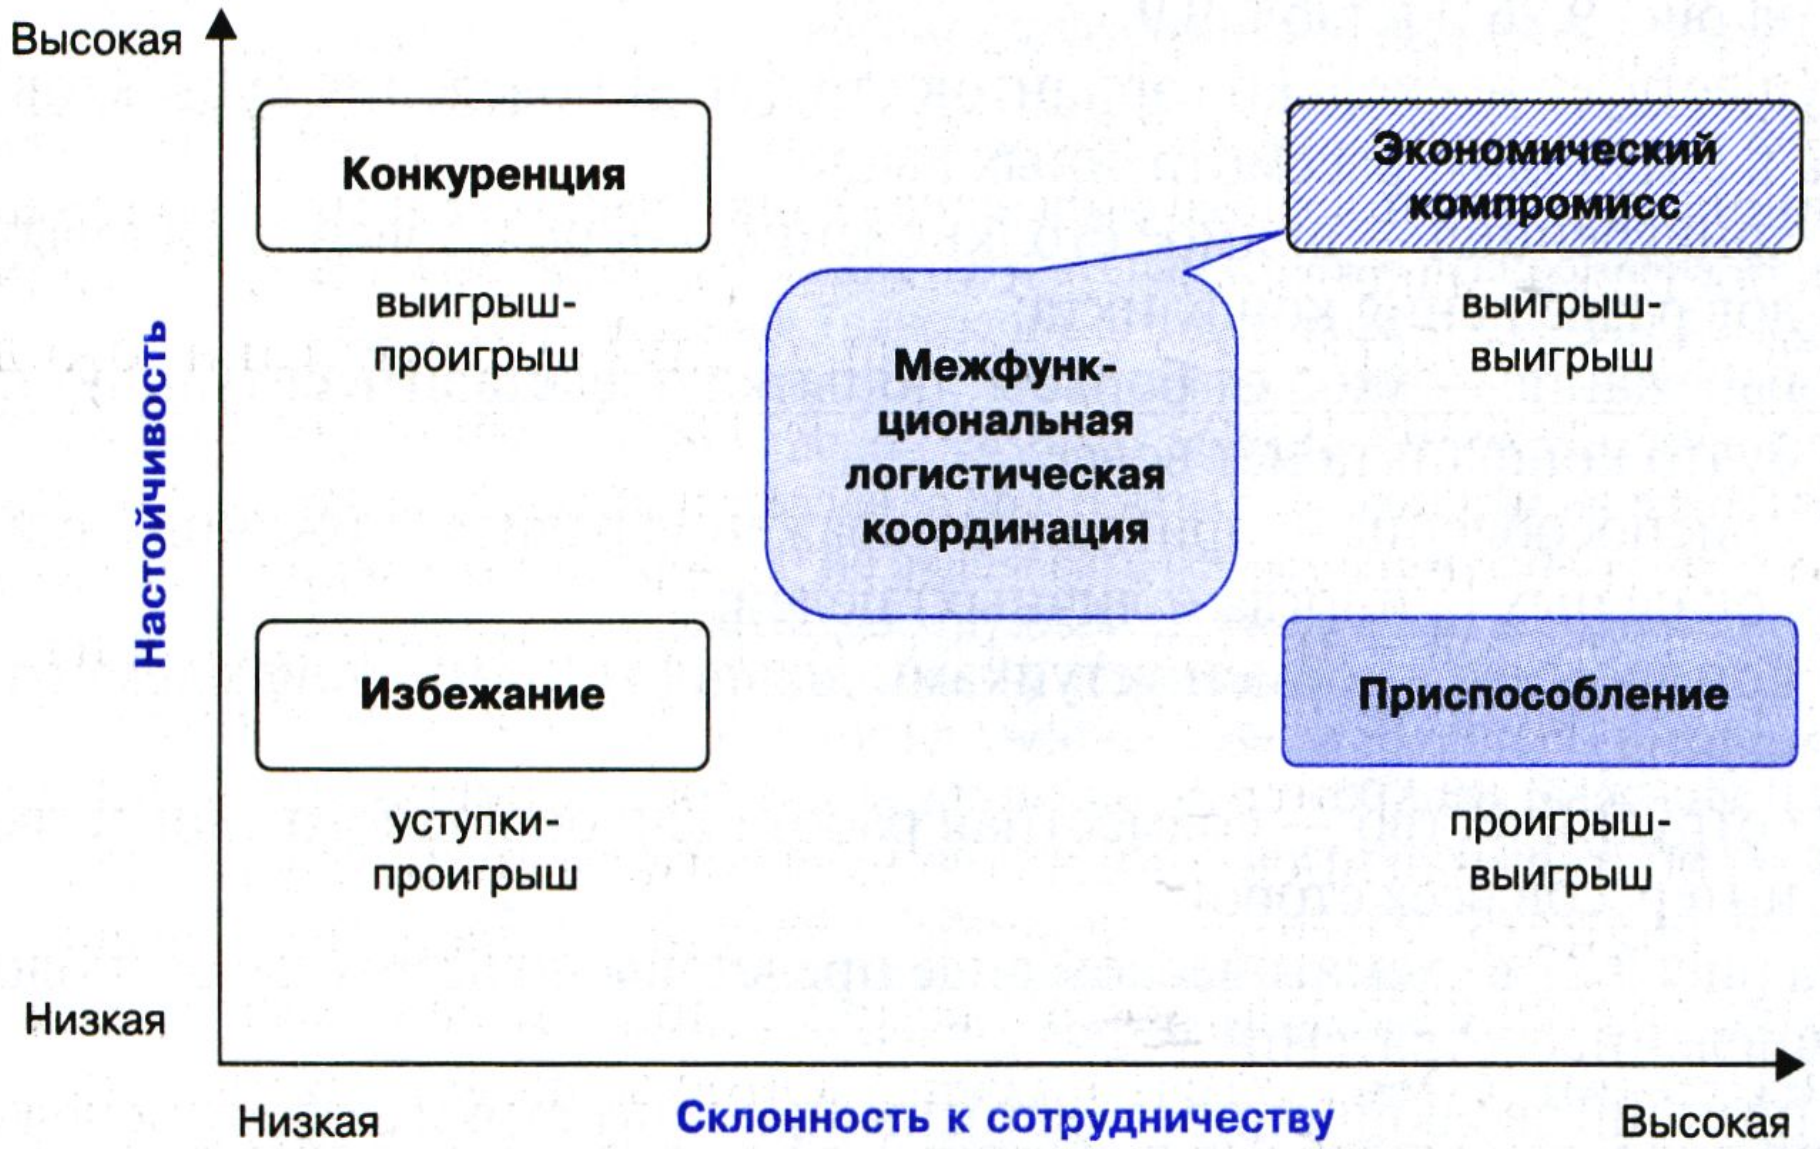 Высокая
Конкуренция
Экономический
компромисс
выигрыш-
проигрыш
выигрыш-
выигрыш
Межфунк-
циональная
логистическая
координация
Настойчивость
Избежание
Приспособление
уступки-
проигрыш
проигрыш-
выигрыш
Низкая
Низкая
Склонность к сотрудничеству
Высокая